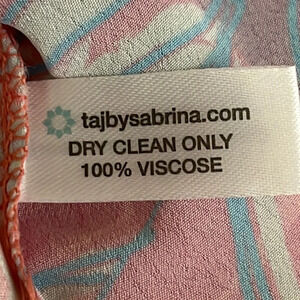 tajbysabrina.com
DRY CLEAN ONLY
100% VISCOSE